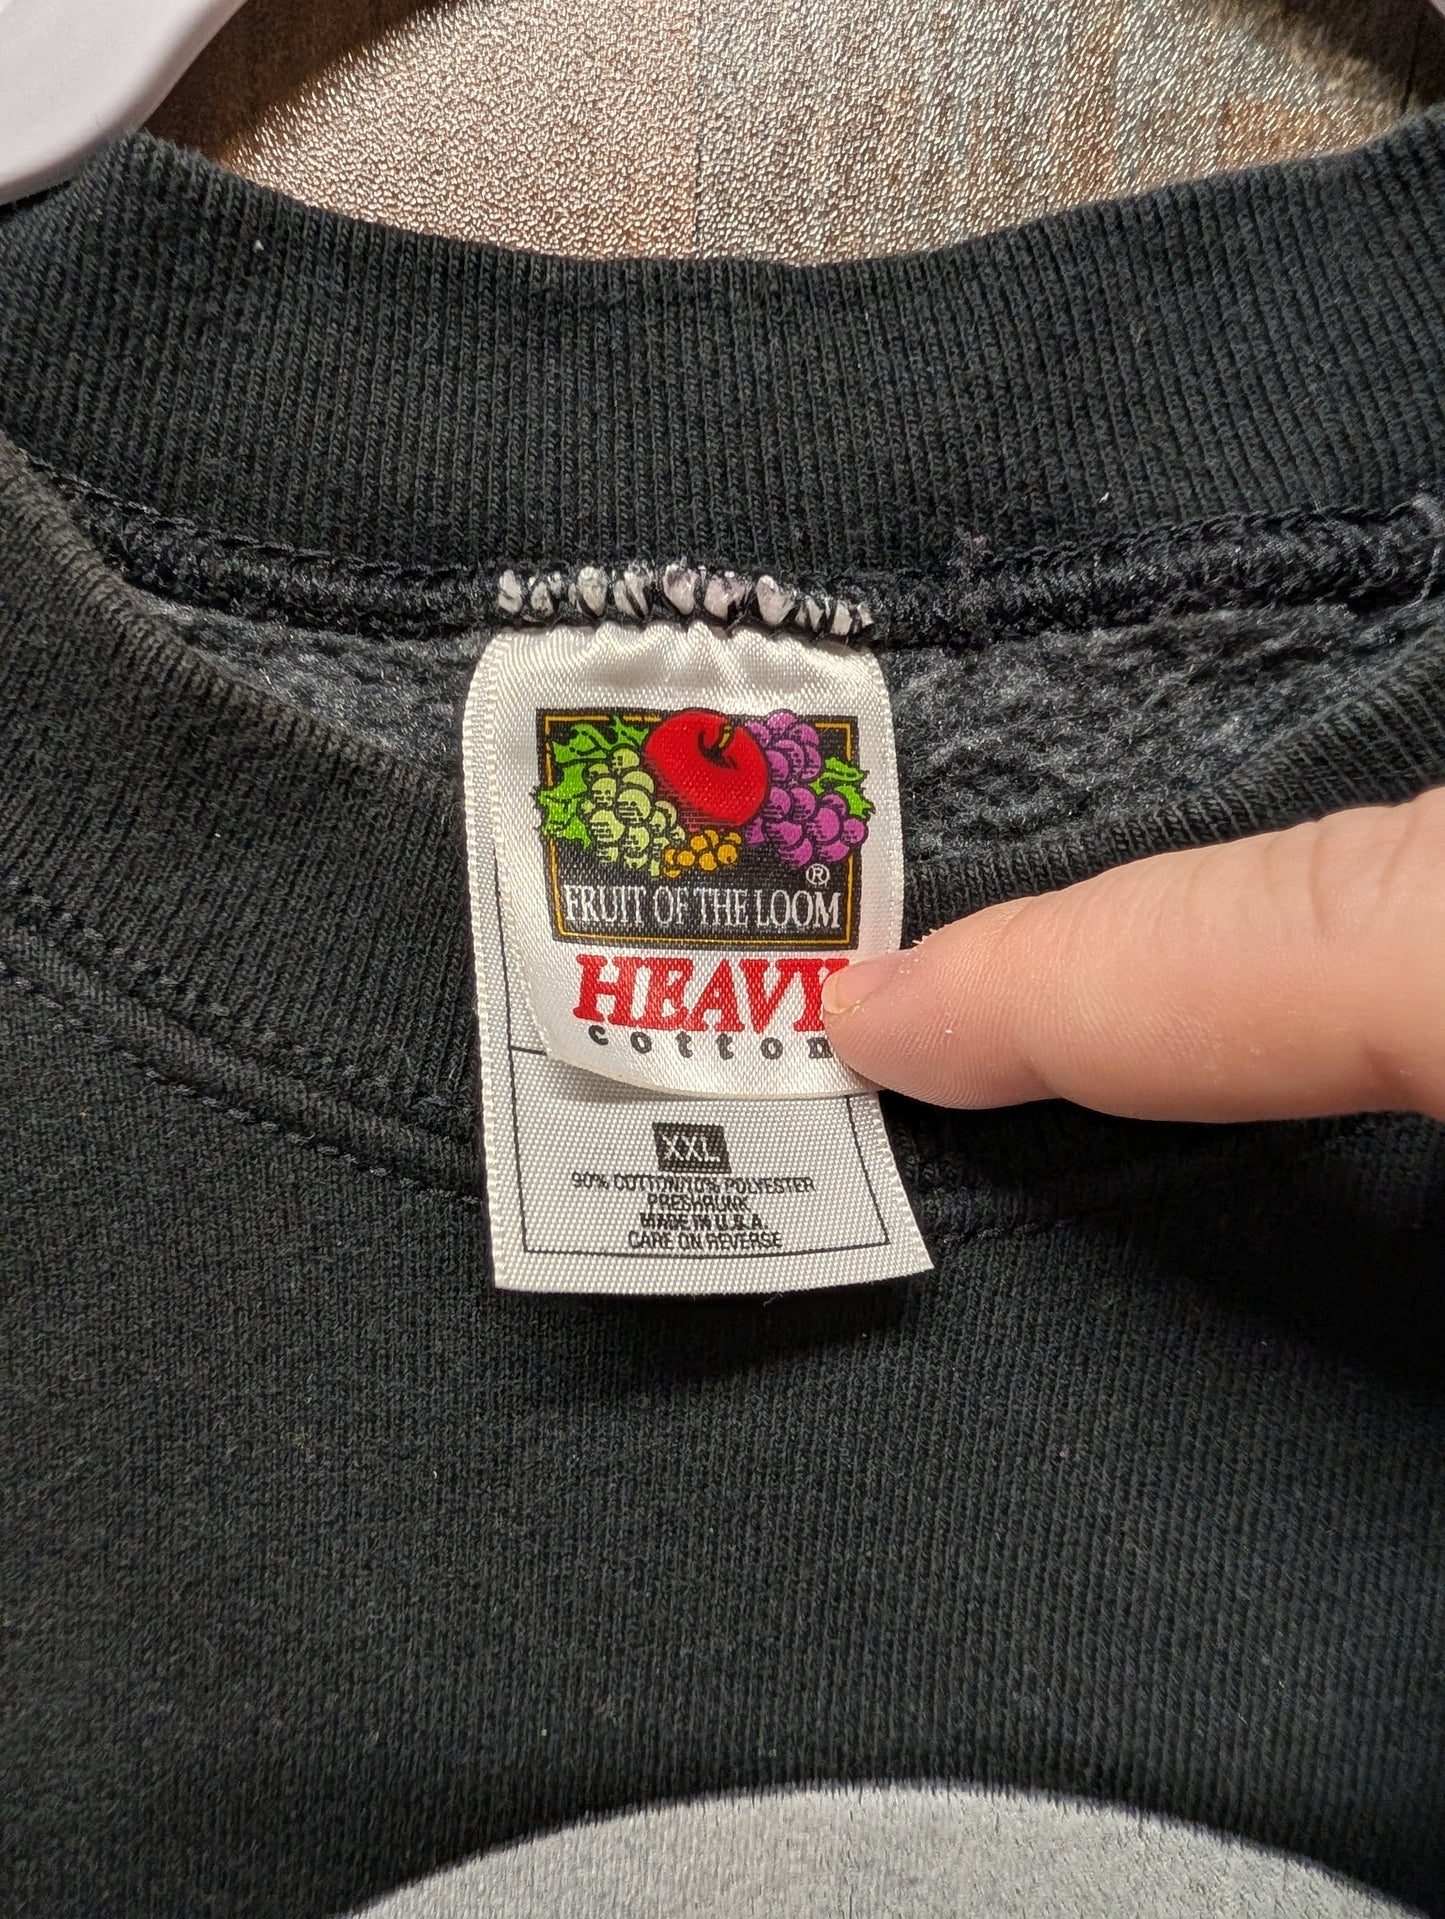 ®
FRUIT OF THE LOOM
HEAVY
cotton
XXL
90% COTTON/10% POLYESTER
PRESHRUNK
MADE IN U.S.A.
CARE ON REVERSE